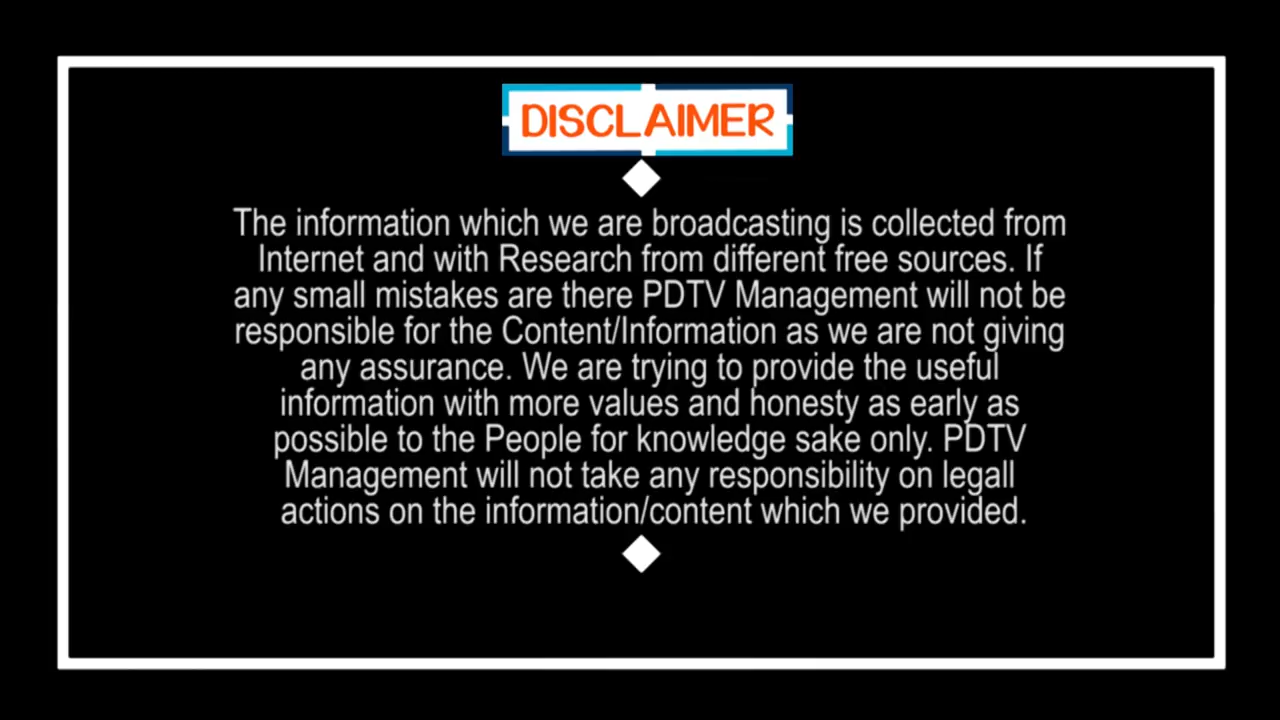 DISCLAIMER
The information which we are broadcasting is collected from
Internet and with Research from different free sources. If
any small mistakes are there PDTV Management will not be
responsible for the Content/Information as we are not giving
any assurance. We are trying to provide the useful
information with more values and honesty as early as
possible to the People for knowledge sake only. PDTV
Management will not take any responsibility on legall
actions on the information/content which we provided.